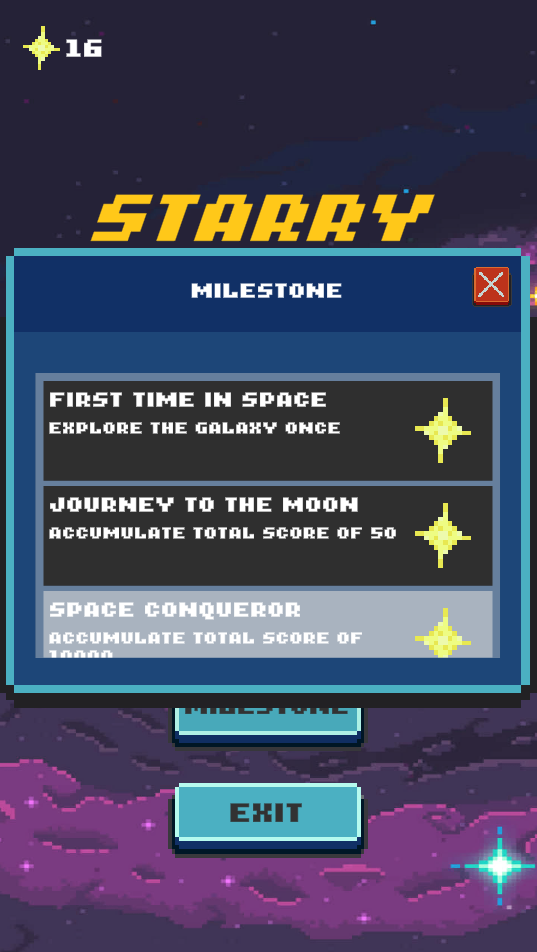 16
STARRY
MILESTONE
FIRST TIME IN SPACE
EXPLORE THE GALAXY ONCE
JOURNEY TO THE MOON
ACCUMULATE TOTAL SCORE OF 50
SPACE CONQUEROR
ACCUMULATE TOTAL SCORE OF
10000
MILESTONE
EXIT